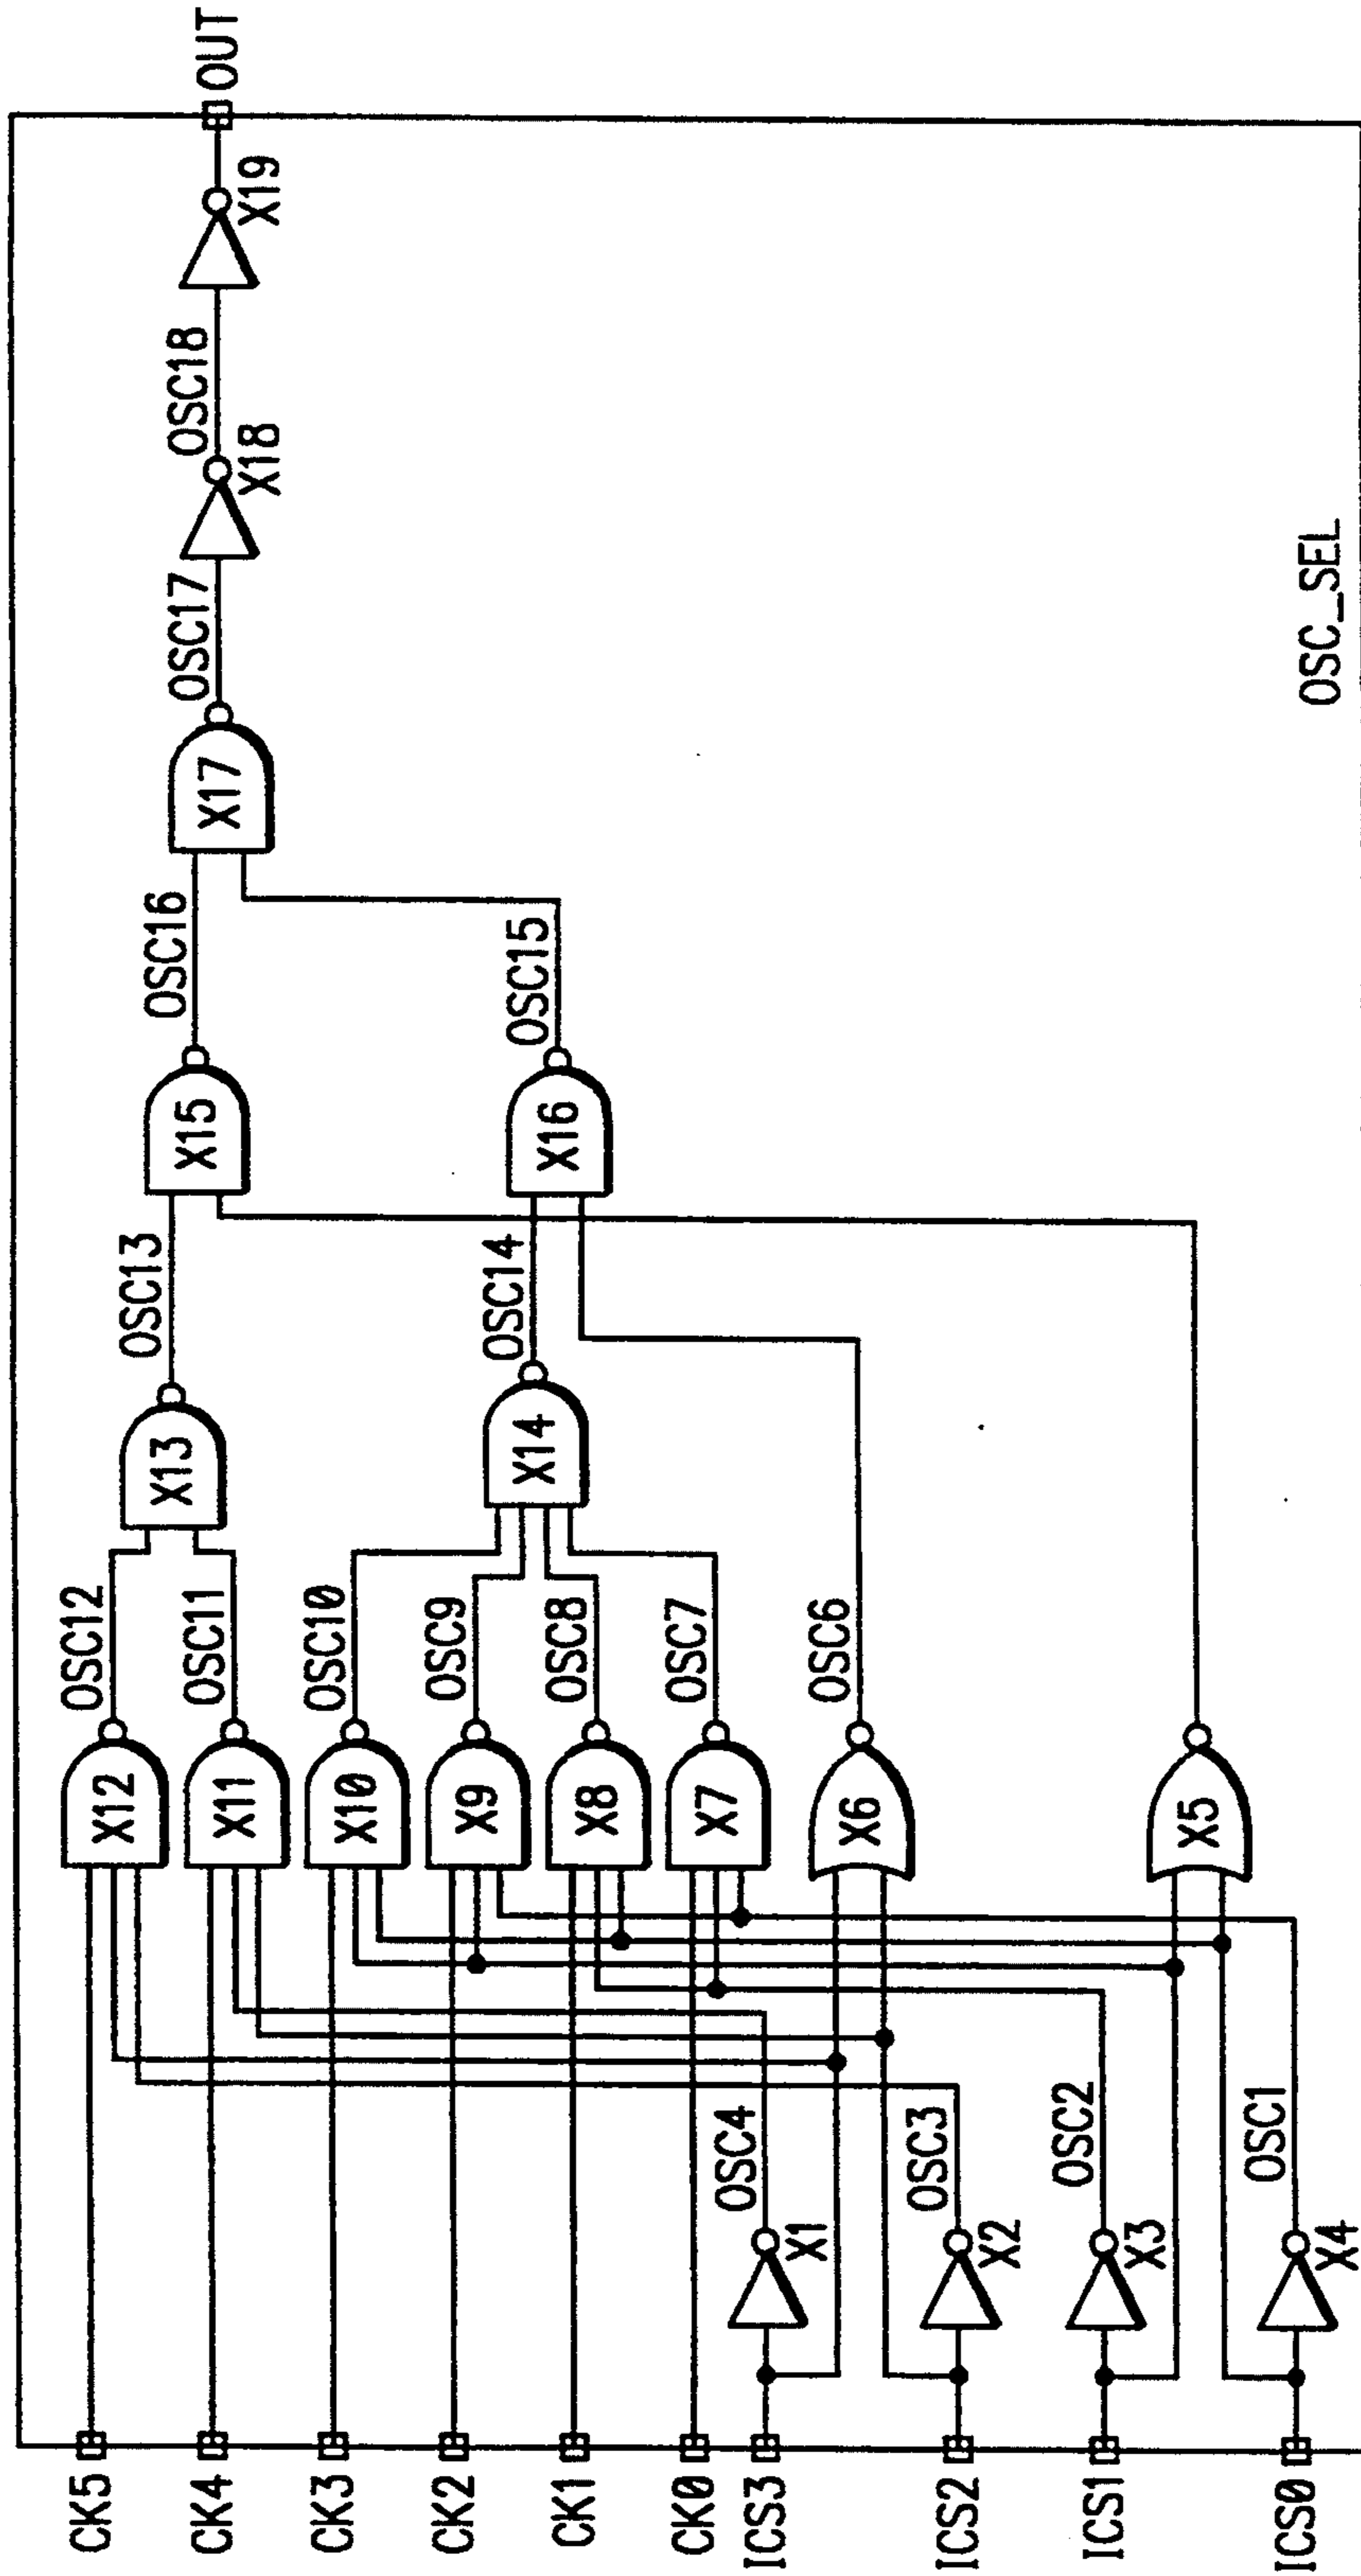 CK5
CK4
CK3
CK2
CK1
CK0
ICS3
ICS2
ICS1
ICS0
X1
X2
X3
X4
OSC4
OSC3
OSC2
OSC1
X12
X11
X10
X9
X8
X7
X6
X5
OSC12
OSC11
OSC10
OSC9
OSC8
OSC7
OSC6
X13
X14
OSC13
OSC14
X15
X16
OSC16
OSC15
X17
OSC17
X18
OSC18
X19
OUT
OSC_SEL